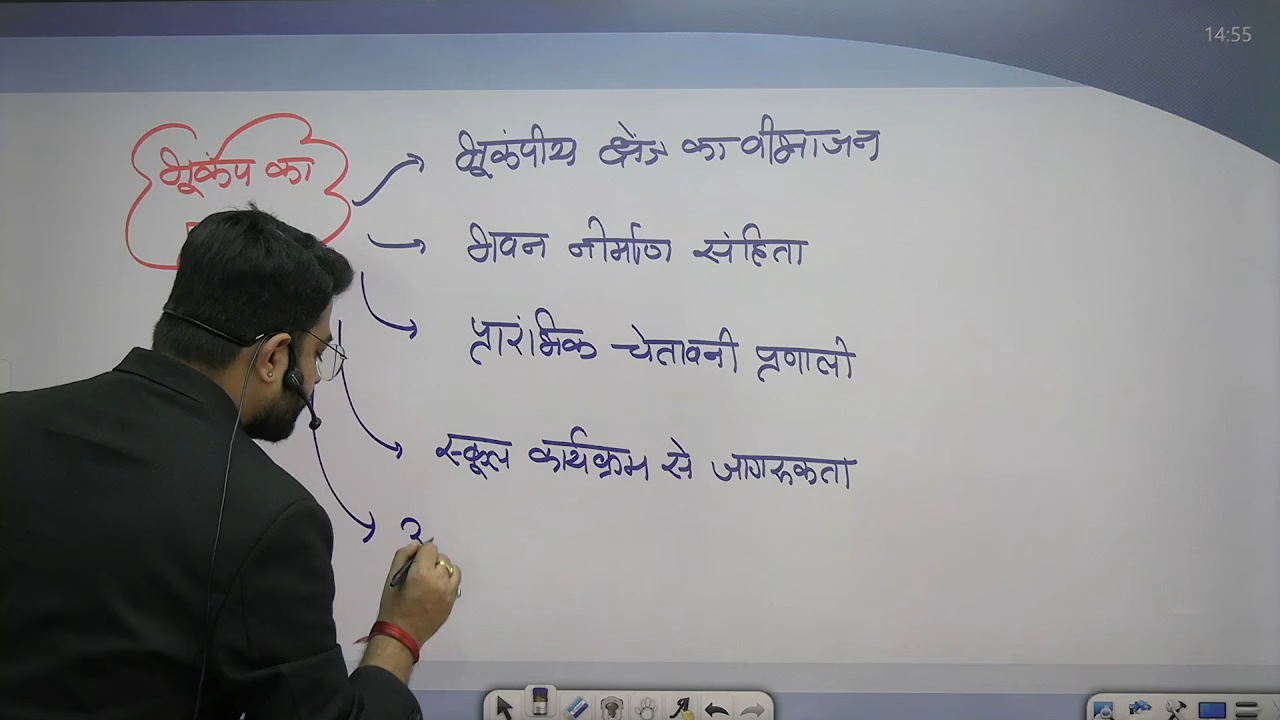 14:55
भूकंप का
भूकंपीय क्षेत्र का वीभाजन
भवन नीर्माण संहिता
प्रारंभिक चेतावनी प्रणाली
स्कूल कार्यक्रम से जागरुकता